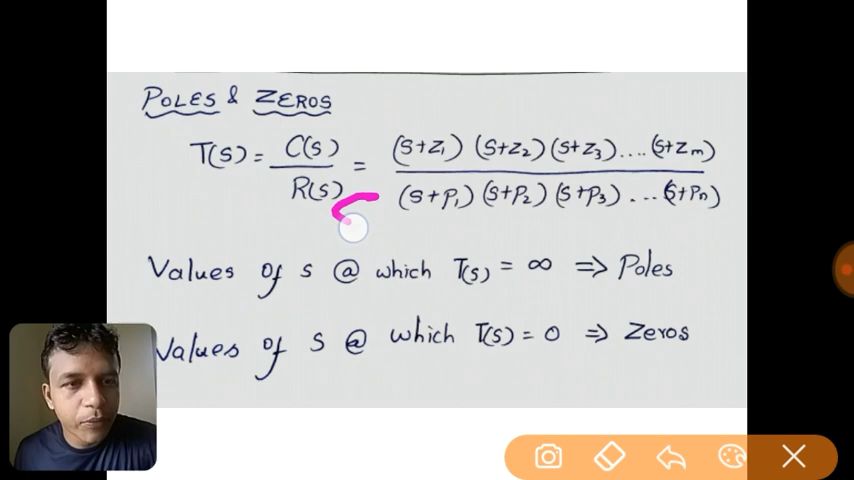 POLES & ZEROS
T(s) = C(s) / R(s) = (s+z₁) (s+z₂) (s+z₃) .... (s+zm) / (s+p₁) (s+p₂) (s+p₃) .... (s+pn)
Values of s @ which T(s) = ∞ ⇒ Poles
Values of s @ which T(s) = 0 ⇒ Zeros